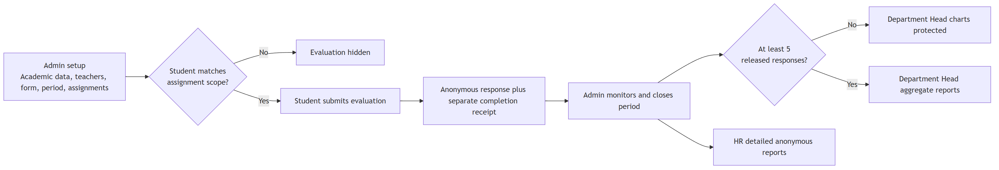 Admin setup
Academic data, teachers,
form, period, assignments
Student matches
assignment scope?
No
Evaluation hidden
Yes
Student submits evaluation
Anonymous response plus
separate completion
receipt
Admin monitors and closes
period
At least 5
released responses?
No
Department Head charts
protected
Yes
Department Head
aggregate reports
HR detailed anonymous
reports